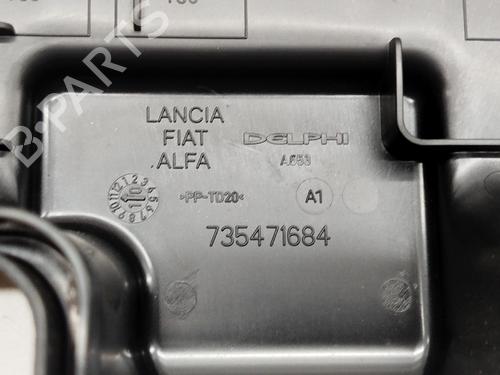 LANCIA
FIAT DELPHI
ALFA A653
>PP-TD20< A1
735471684
B-PARTS